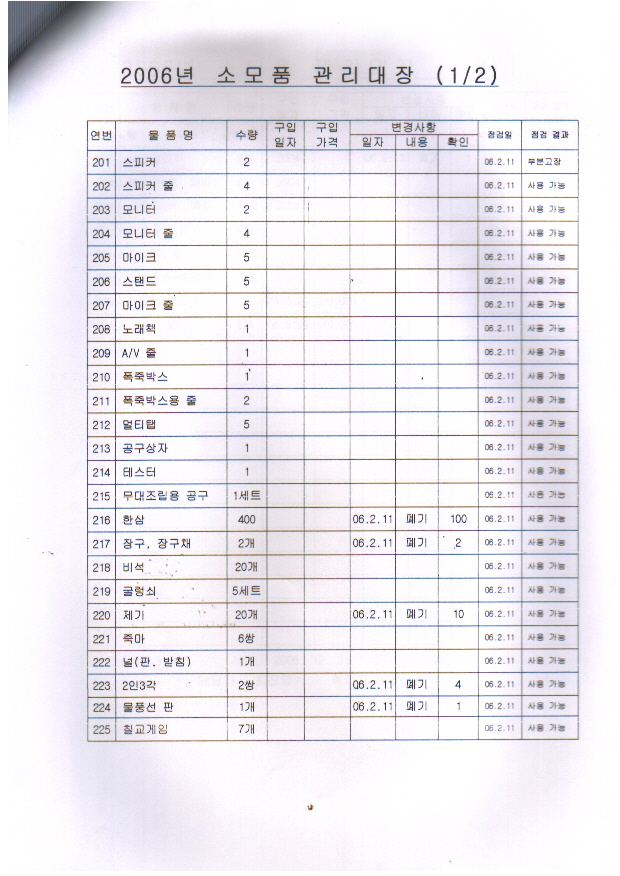 2006년 소모품 관리대장 (1/2)
연번 물품명 수량 구입일자 구입가격 변경사항 점검일 점검 결과
일자 내용 확인
201 스피커 2 06.2.11 부분고장
202 스피커 줄 4 06.2.11 사용 가능
203 모니터 2 06.2.11 사용 가능
204 모니터 줄 4 06.2.11 사용 가능
205 마이크 5 06.2.11 사용 가능
206 스탠드 5 06.2.11 사용 가능
207 마이크 줄 5 06.2.11 사용 가능
208 노래책 1 06.2.11 사용 가능
209 A/V 줄 1 06.2.11 사용 가능
210 폭죽박스 1 06.2.11 사용 가능
211 폭죽박스용 줄 2 06.2.11 사용 가능
212 멀티탭 5 06.2.11 사용 가능
213 공구상자 1 06.2.11 사용 가능
214 테스터 1 06.2.11 사용 가능
215 무대조립용 공구 1세트 06.2.11 사용 가능
216 한삼 400 06.2.11 폐기 100 06.2.11 사용 가능
217 장구, 장구채 2개 06.2.11 폐기 2 06.2.11 사용 가능
218 비석 20개 06.2.11 사용 가능
219 굴렁쇠 5세트 06.2.11 사용 가능
220 제기 20개 06.2.11 폐기 10 06.2.11 사용 가능
221 죽마 6쌍 06.2.11 사용 가능
222 널(판, 받침) 1개 06.2.11 사용 가능
223 2인3각 2쌍 06.2.11 폐기 4 06.2.11 사용 가능
224 물풍선 판 1개 06.2.11 폐기 1 06.2.11 사용 가능
225 칠교게임 7개 06.2.11 사용 가능